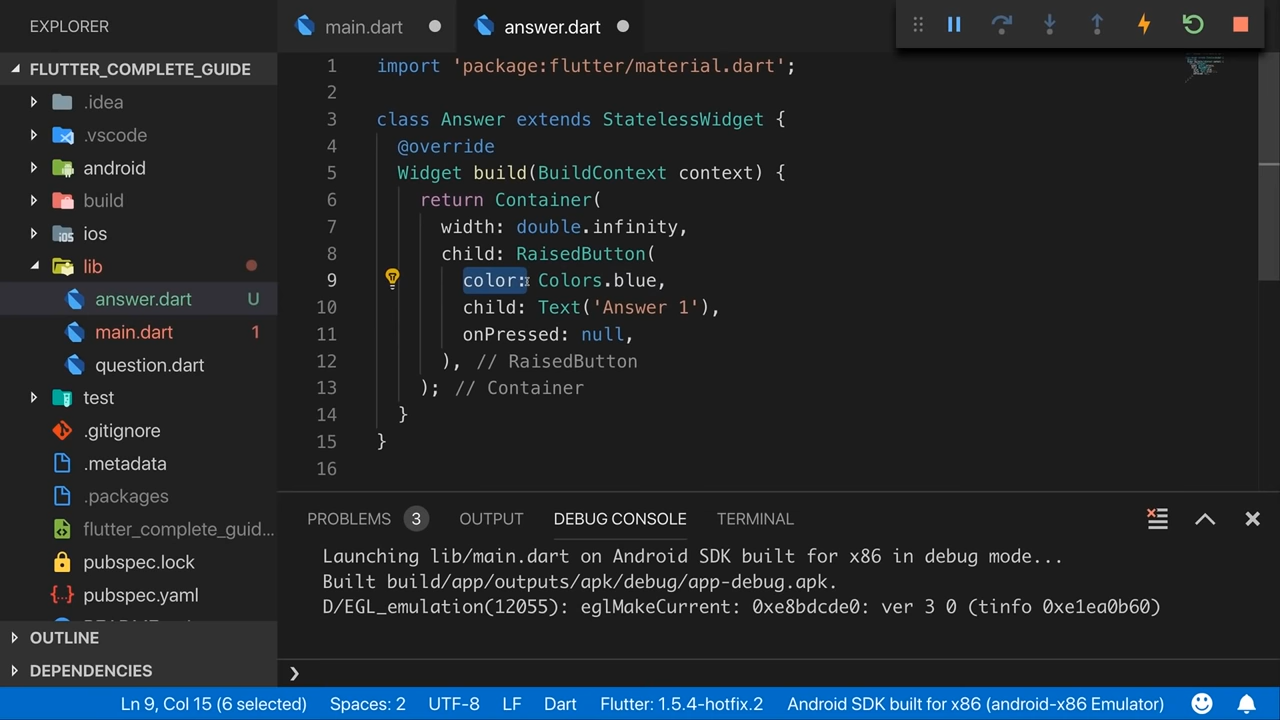 EXPLORER
main.dart
answer.dart
FLUTTER_COMPLETE_GUIDE
.idea
.vscode
android
build
ios
lib
answer.dart U
main.dart 1
question.dart
test
.gitignore
.metadata
.packages
flutter_complete_guid...
pubspec.lock
pubspec.yaml
OUTLINE
DEPENDENCIES
1 import 'package:flutter/material.dart';
2
3 class Answer extends StatelessWidget {
4 @override
5 Widget build(BuildContext context) {
6 return Container(
7 width: double.infinity,
8 child: RaisedButton(
9 color: Colors.blue,
10 child: Text('Answer 1'),
11 onPressed: null,
12 ), // RaisedButton
13 ); // Container
14 }
15 }
16
PROBLEMS 3 OUTPUT DEBUG CONSOLE TERMINAL
Launching lib/main.dart on Android SDK built for x86 in debug mode...
Built build/app/outputs/apk/debug/app-debug.apk.
D/EGL_emulation(12055): eglMakeCurrent: 0xe8bdcde0: ver 3 0 (tinfo 0xe1ea0b60)
Ln 9, Col 15 (6 selected) Spaces: 2 UTF-8 LF Dart Flutter: 1.5.4-hotfix.2 Android SDK built for x86 (android-x86 Emulator)